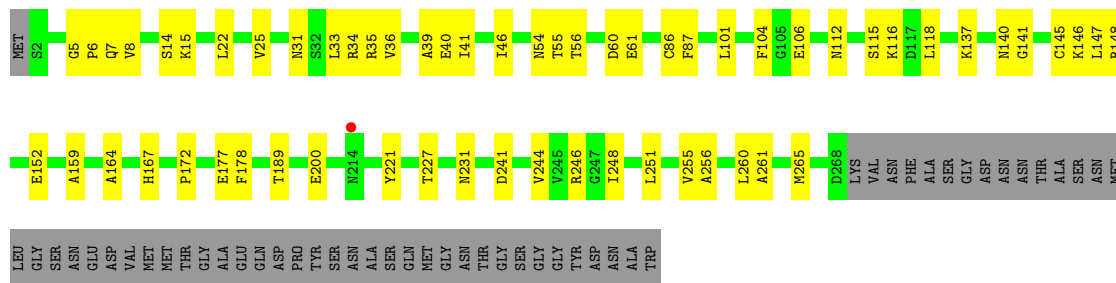 MET S2 G5 P6 Q7 V8 S14 K15 L22 V25 N31 S32 L33 R34 R35 V36 A39 E40 I41 I46 N54 T55 T56 D60 E61 C86 F87 L101 F104 G105 E106 N112 S115 K116 D117 L118 K137 N140 G141 C145 K146 L147
E152 A159 A164 H167 P172 E177 F178 T189 E200 N214 Y221 T227 N231 D241 V244 V245 R246 G247 I248 L251 V255 A256 L260 A261 M265 D268 LYS VAL ASN PHE ALA SER GLY ASP ASN ASN THR ALA SER ASN MET
LEU GLY SER ASN GLU ASP VAL MET MET THR GLY ALA GLU GLN ASP PRO TYR SER ASN ALA SER GLN MET GLY ASN THR GLY SER GLY GLY TYR ASP ASN ALA TRP